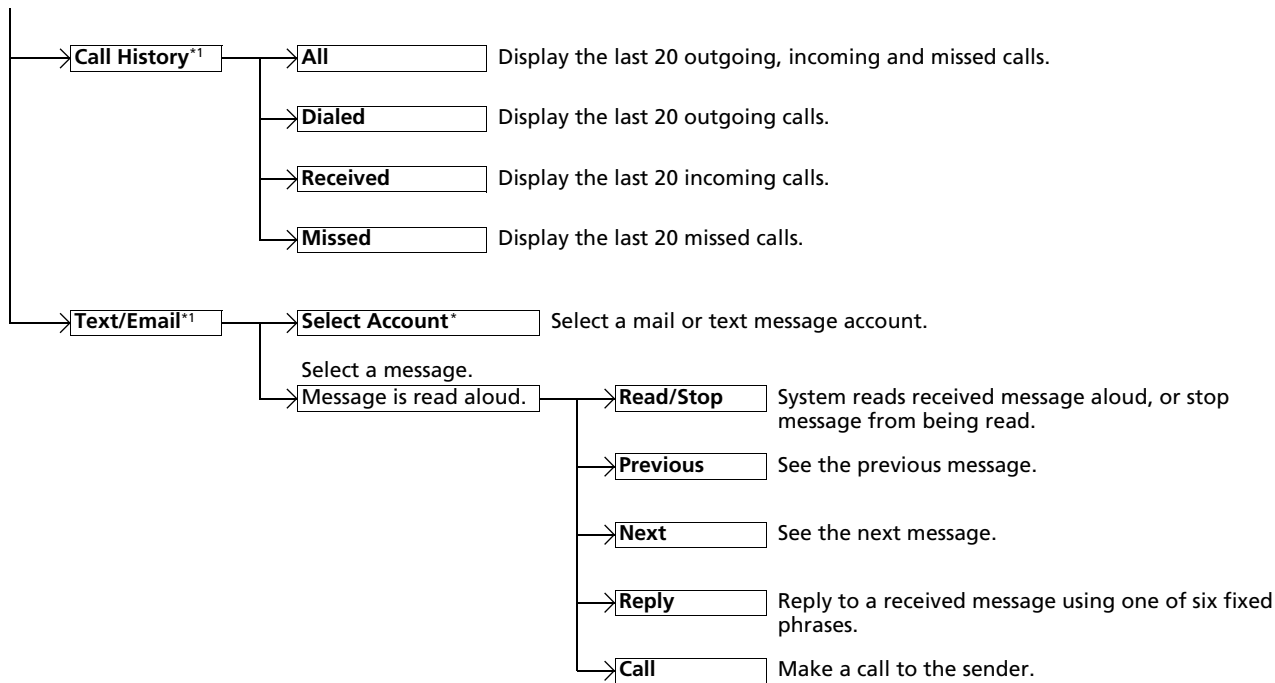 Call History*1
All
Display the last 20 outgoing, incoming and missed calls.
Dialed
Display the last 20 outgoing calls.
Received
Display the last 20 incoming calls.
Missed
Display the last 20 missed calls.
Text/Email*1
Select Account*
Select a mail or text message account.
Select a message.
Message is read aloud.
Read/Stop
System reads received message aloud, or stop
message from being read.
Previous
See the previous message.
Next
See the next message.
Reply
Reply to a received message using one of six fixed
phrases.
Call
Make a call to the sender.